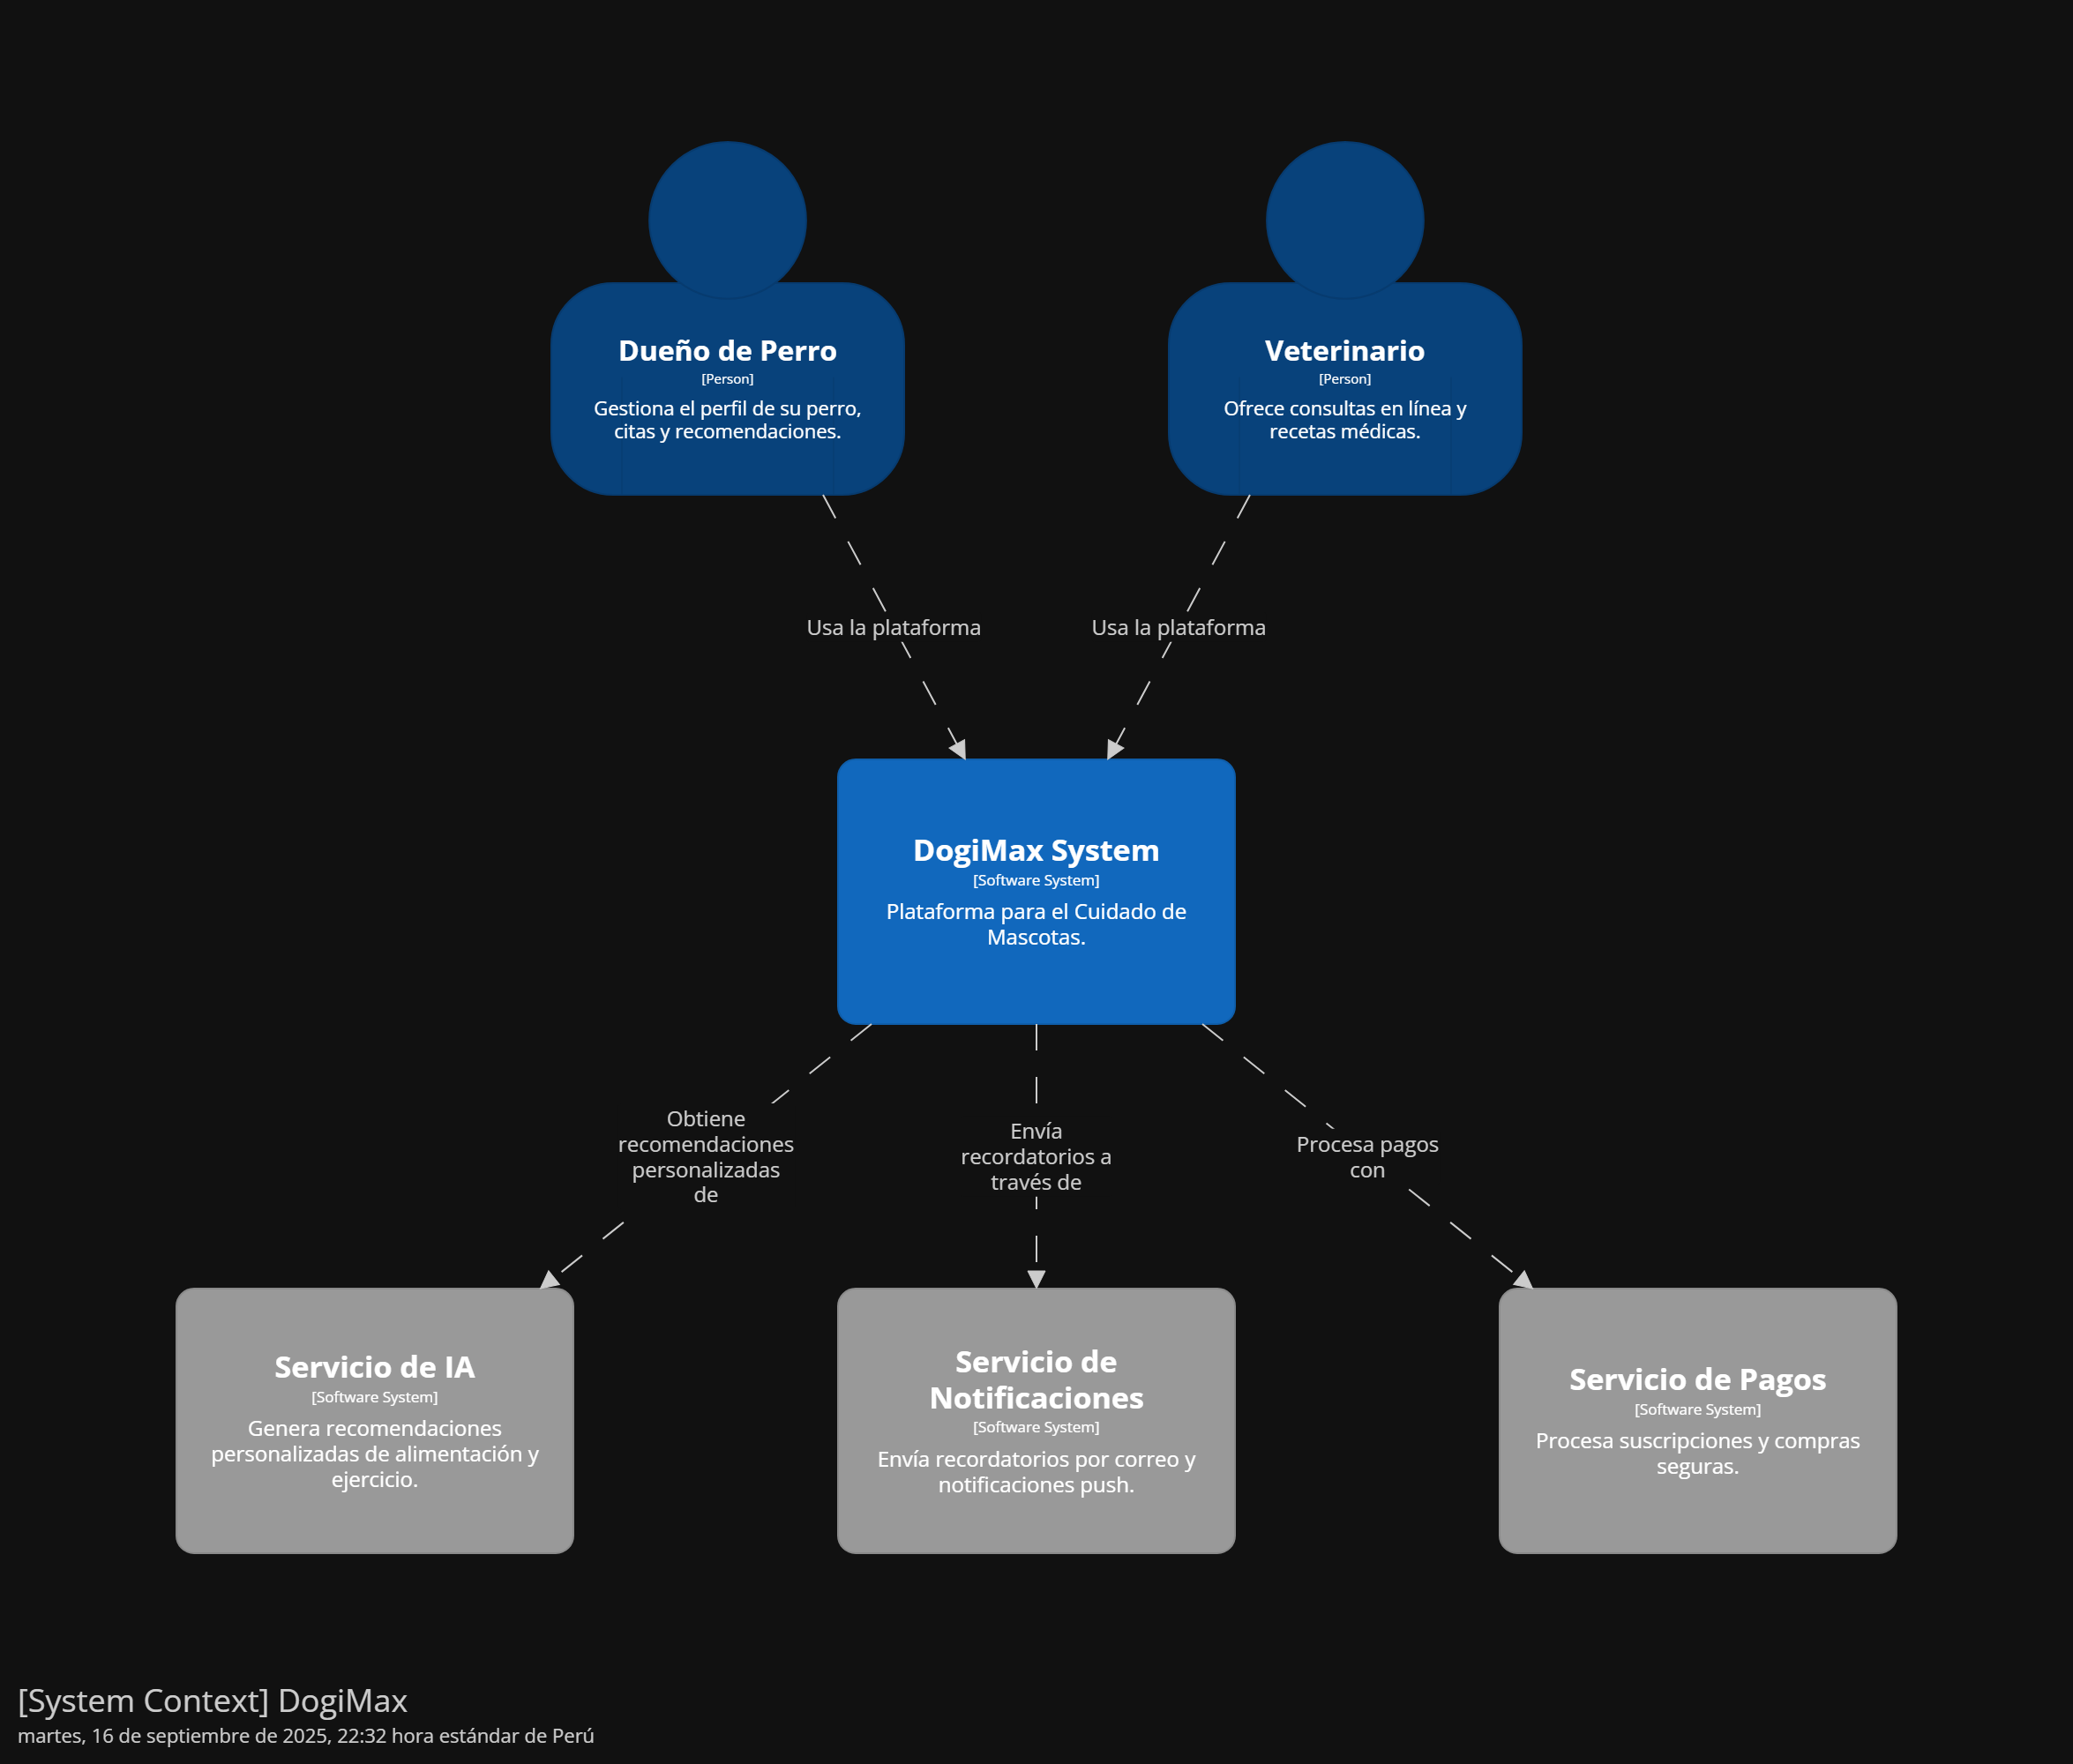 Dueño de Perro
[Person]
Gestiona el perfil de su perro,
citas y recomendaciones.
Veterinario
[Person]
Ofrece consultas en línea y
recetas médicas.
Usa la plataforma
Usa la plataforma
DogiMax System
[Software System]
Plataforma para el Cuidado de
Mascotas.
Obtiene
recomendaciones
personalizadas
de
Envía
recordatorios a
través de
Procesa pagos
con
Servicio de IA
[Software System]
Genera recomendaciones
personalizadas de alimentación y
ejercicio.
Servicio de
Notificaciones
[Software System]
Envía recordatorios por correo y
notificaciones push.
Servicio de Pagos
[Software System]
Procesa suscripciones y compras
seguras.
[System Context] DogiMax
martes, 16 de septiembre de 2025, 22:32 hora estándar de Perú